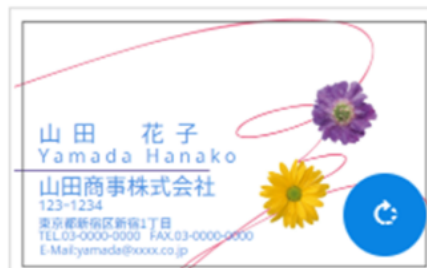 山田　花子
Yamada Hanako
山田商事株式会社
123-1234
東京都新宿区新宿1丁目
TEL.03-0000-0000 FAX.03-0000-0000
E-Mail:yamada@xxxx.co.jp